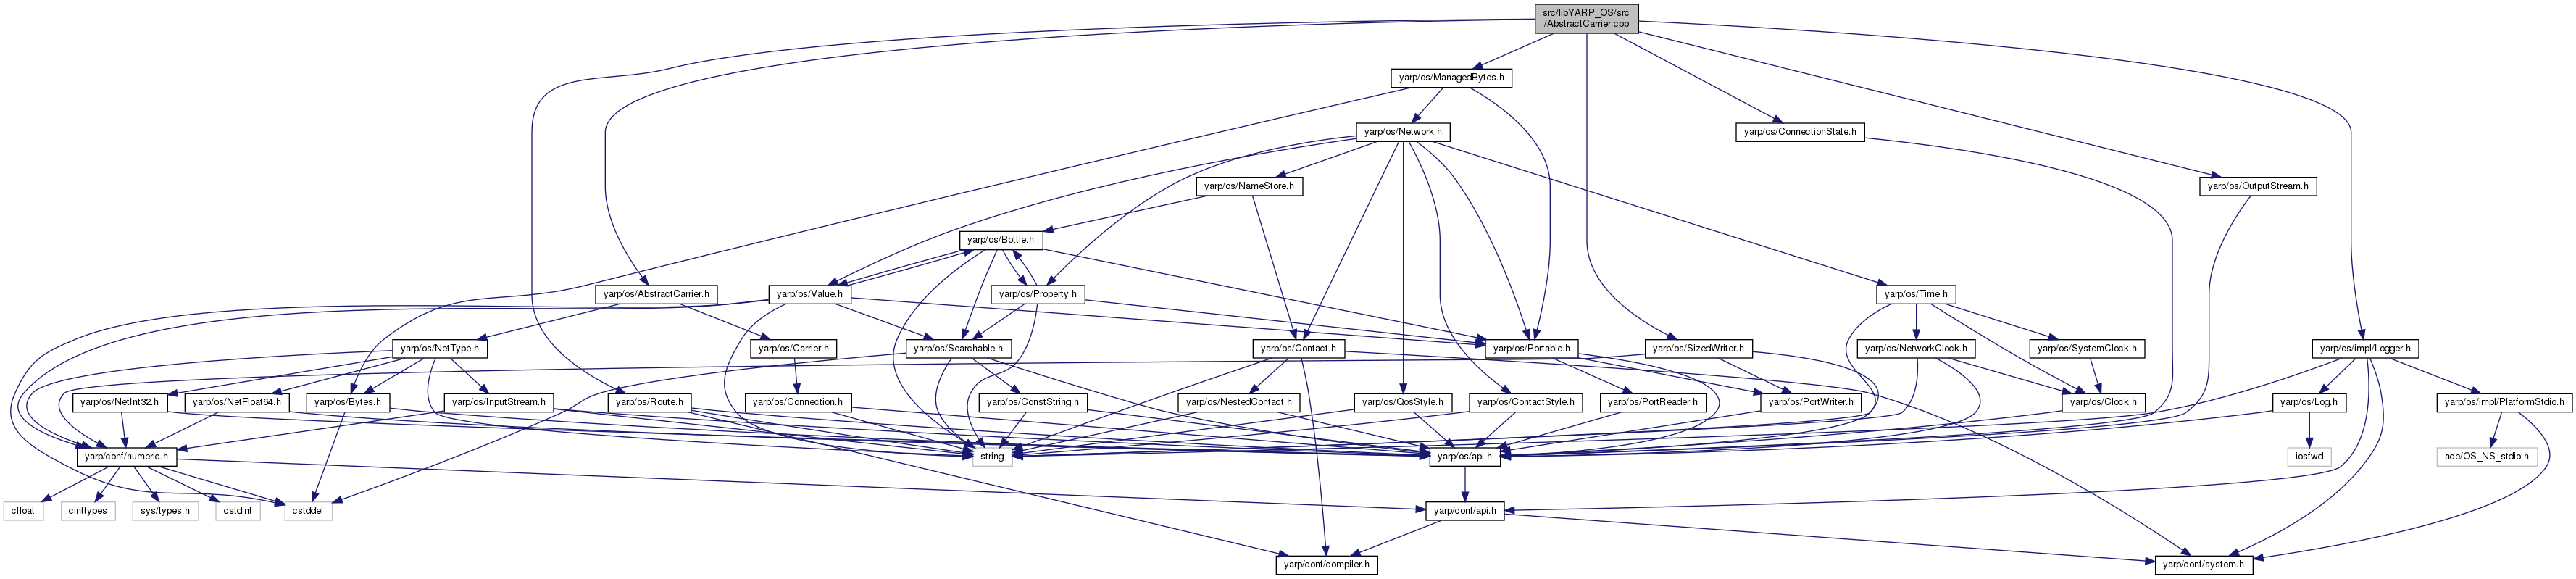 src/libYARP_OS/src
/AbstractCarrier.cpp
yarp/os/ManagedBytes.h
yarp/os/Network.h
yarp/os/ConnectionState.h
yarp/os/NameStore.h
yarp/os/OutputStream.h
yarp/os/Bottle.h
yarp/os/AbstractCarrier.h
yarp/os/Value.h
yarp/os/Property.h
yarp/os/Time.h
yarp/os/NetType.h
yarp/os/Carrier.h
yarp/os/Searchable.h
yarp/os/Contact.h
yarp/os/Portable.h
yarp/os/SizedWriter.h
yarp/os/NetworkClock.h
yarp/os/SystemClock.h
yarp/os/impl/Logger.h
yarp/os/NetInt32.h
yarp/os/NetFloat64.h
yarp/os/Bytes.h
yarp/os/InputStream.h
yarp/os/Route.h
yarp/os/Connection.h
yarp/os/ConstString.h
yarp/os/NestedContact.h
yarp/os/QosStyle.h
yarp/os/ContactStyle.h
yarp/os/PortReader.h
yarp/os/PortWriter.h
yarp/os/Clock.h
yarp/os/Log.h
yarp/os/impl/PlatformStdio.h
yarp/conf/numeric.h
string
yarp/os/api.h
iosfwd
ace/OS_NS_stdio.h
cfloat
cinttypes
sys/types.h
cstdint
cstddef
yarp/conf/api.h
yarp/conf/compiler.h
yarp/conf/system.h